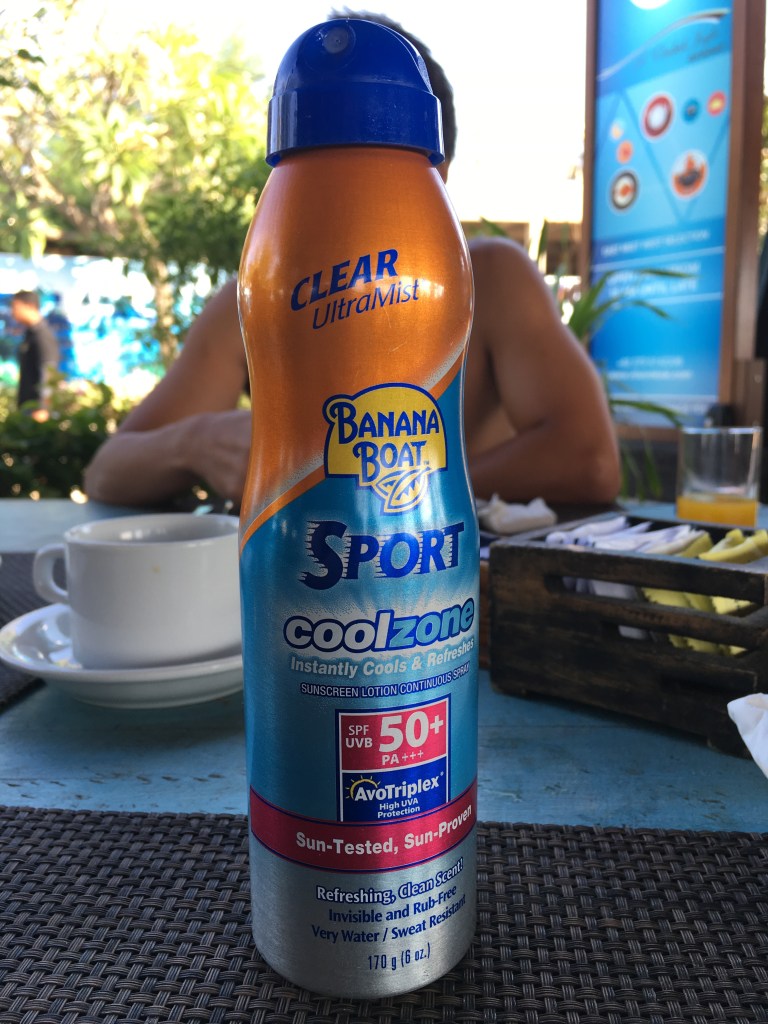 CLEAR
UltraMist
BANANA
BOAT™
SPORT
coolzone
Instantly Cools & Refreshes
SUNSCREEN LOTION CONTINUOUS SPRAY
SPF
UVB
50+
PA+++
AvoTriplex®
High UVA
Protection
Sun-Tested, Sun-Proven
Refreshing, Clean Scent!
Invisible and Rub-Free
Very Water / Sweat Resistant
170 g (6 oz.)